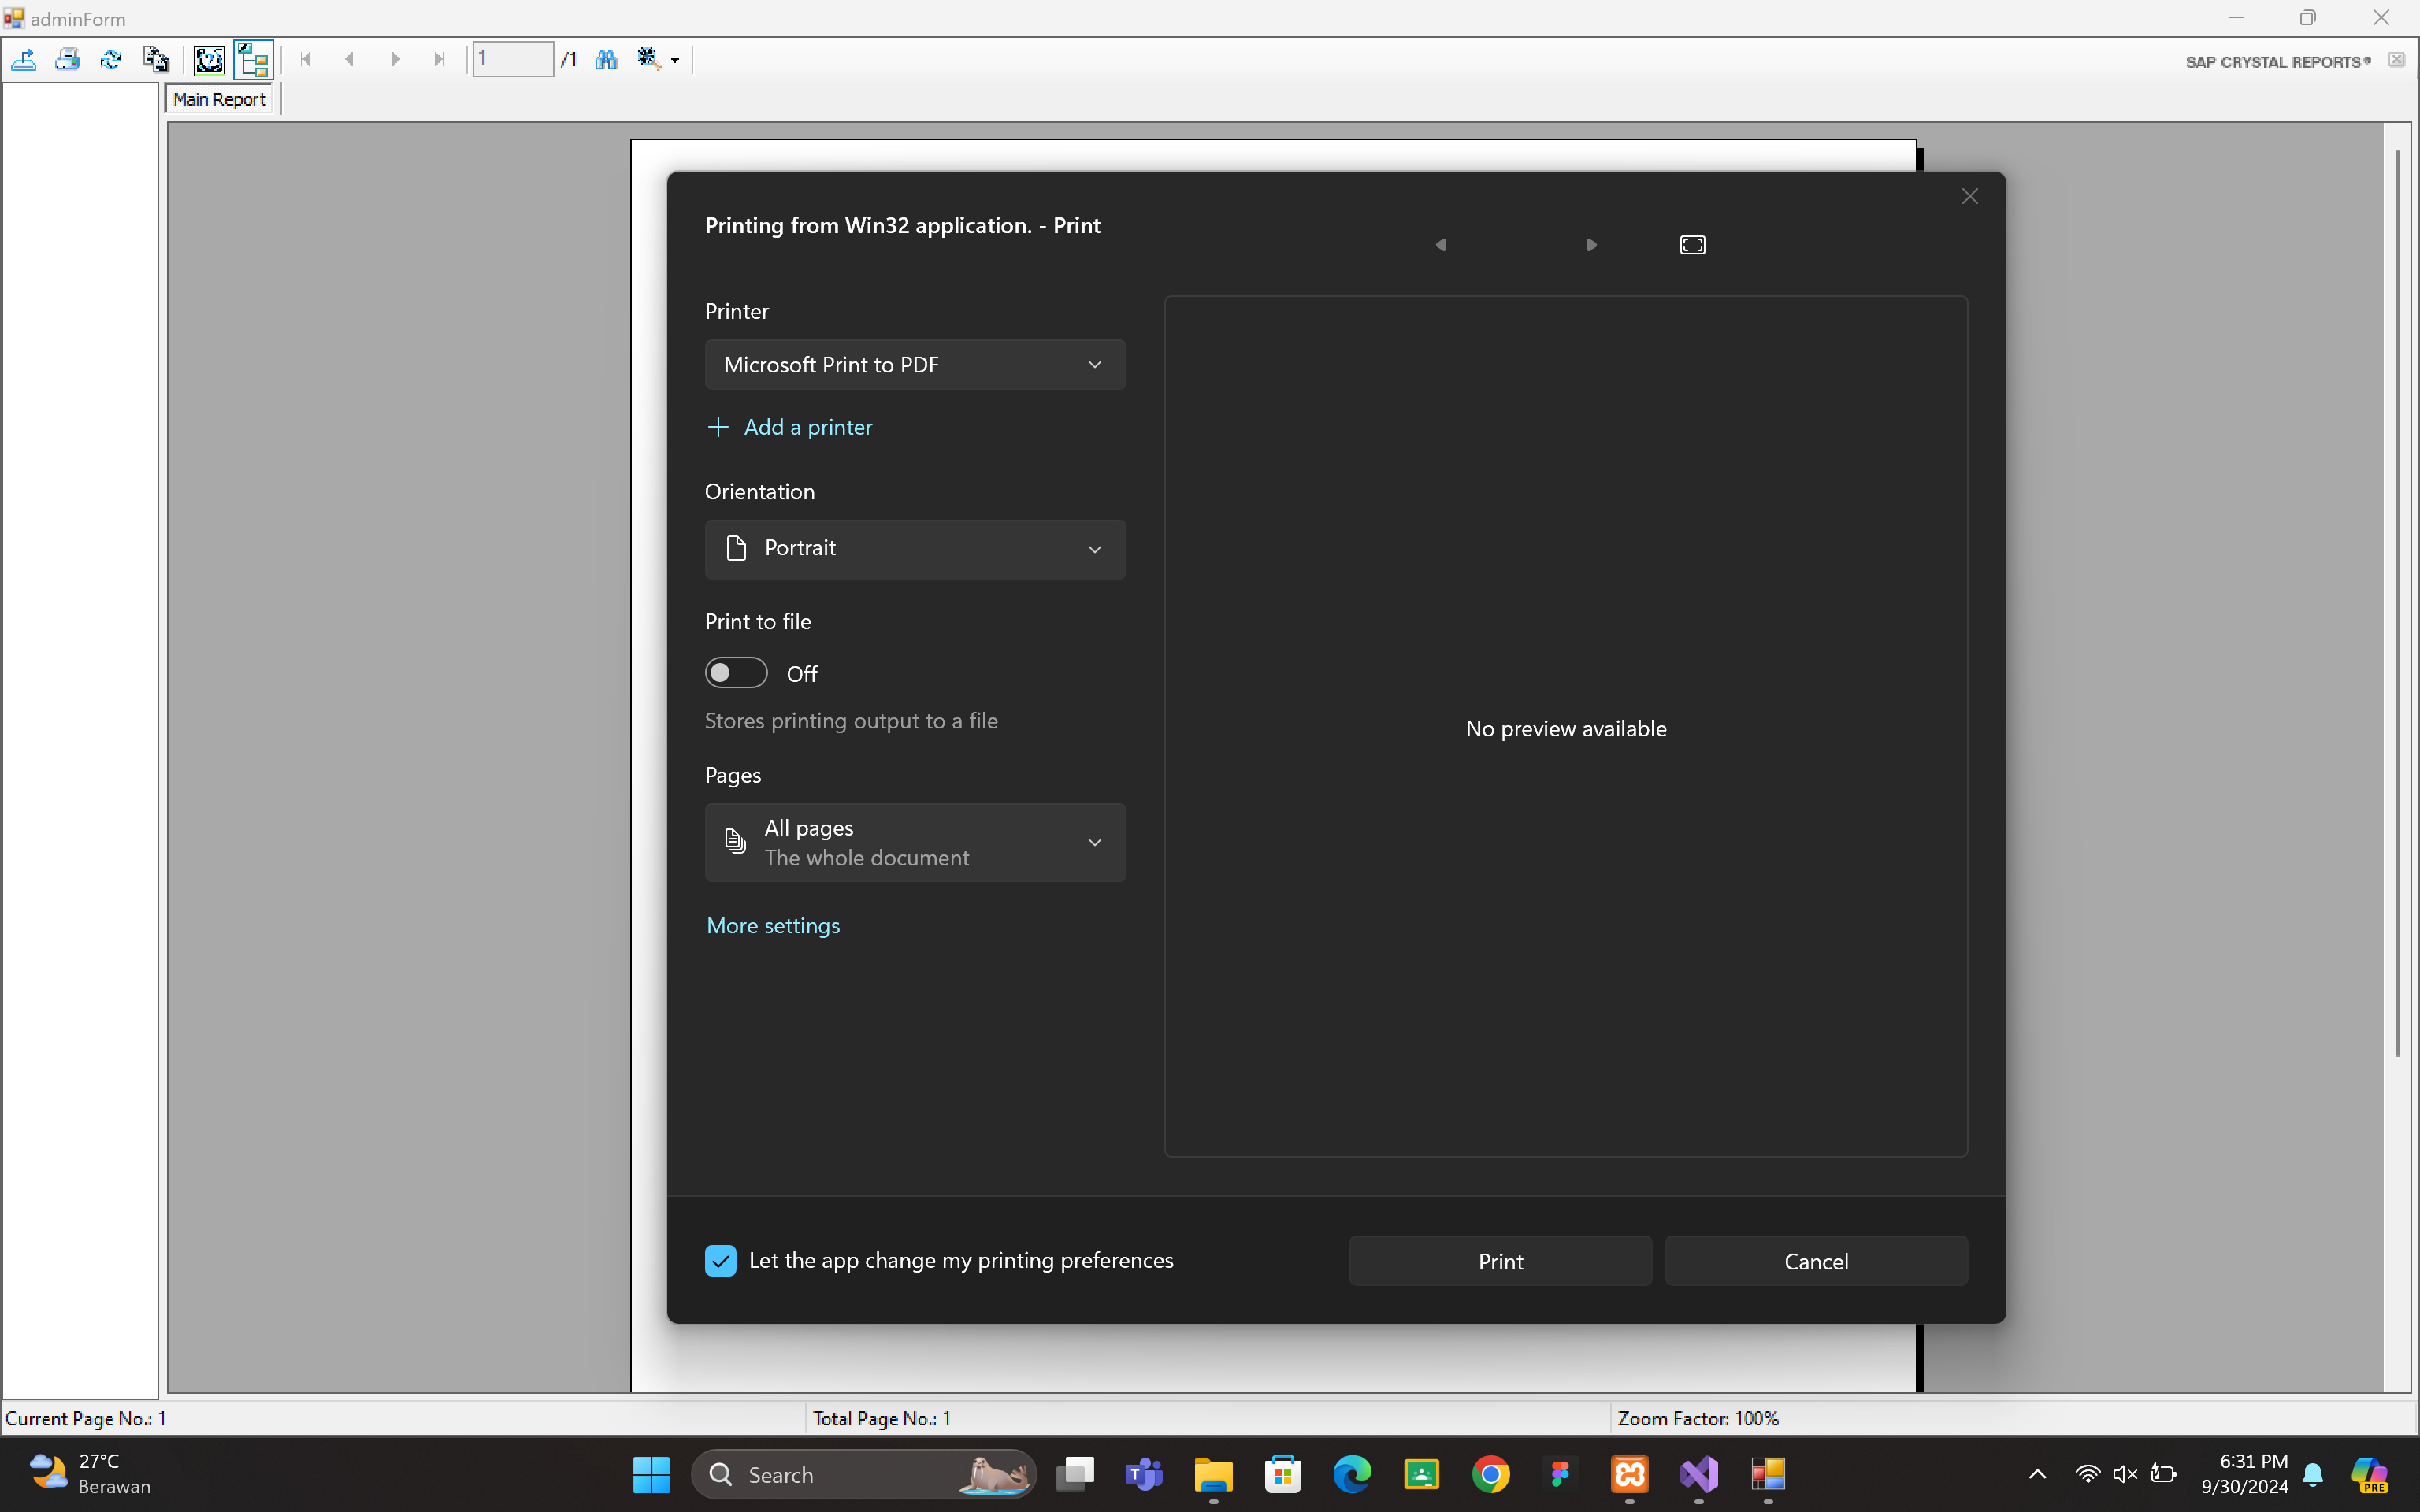 adminForm
1 /1
SAP CRYSTAL REPORTS®
Main Report
Printing from Win32 application. - Print
Printer
Microsoft Print to PDF
Add a printer
Orientation
Portrait
Print to file
Off
Stores printing output to a file
Pages
All pages
The whole document
More settings
No preview available
Let the app change my printing preferences
Print
Cancel
Current Page No.: 1
Total Page No.: 1
Zoom Factor: 100%
27°C
Berawan
Search
6:31 PM
9/30/2024
PRE